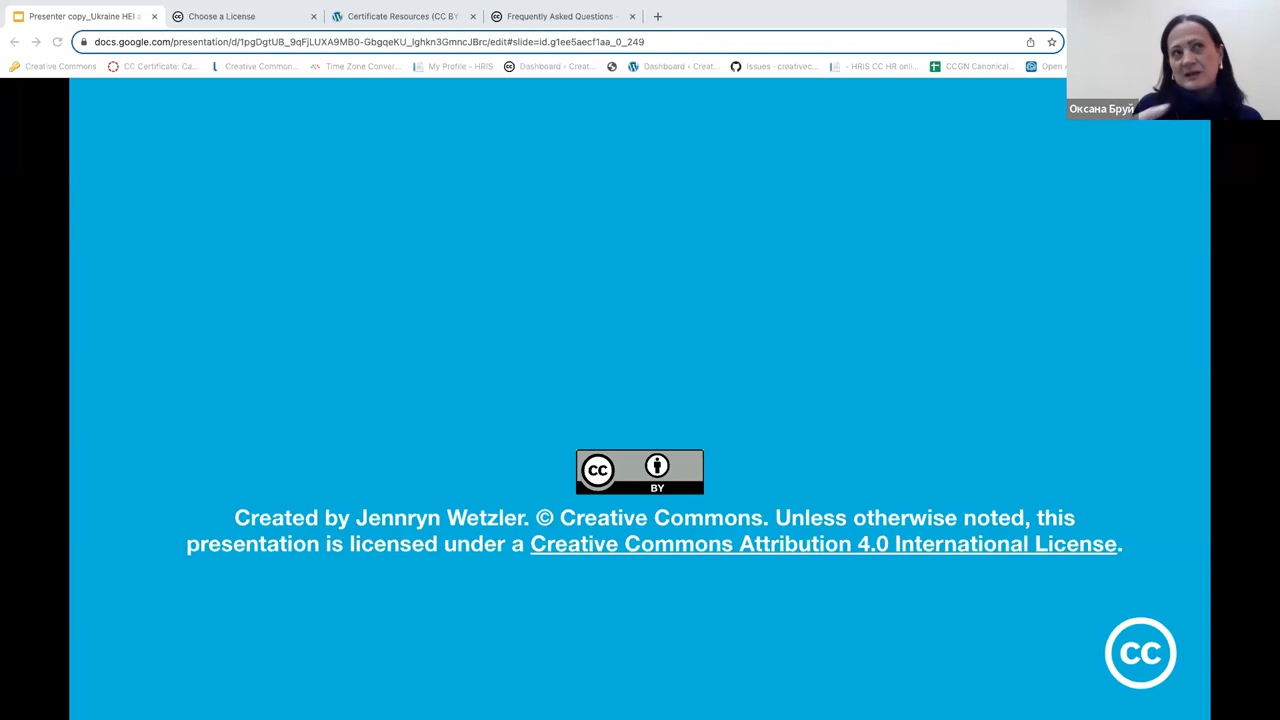 Presenter copy_Ukraine HEI a
Choose a License
Certificate Resources (CC BY
Frequently Asked Questions -
docs.google.com/presentation/d/1pgDgtUB_9qFjLUXA9MB0-GbgqeKU_lghkn3GmncJBrc/edit#slide=id.g1ee5aecf1aa_0_249
Creative Commons
CC Certificate: Ca...
Creative Common...
Time Zone Conver...
My Profile - HRIS
Dashboard ‹ Creat...
Dashboard ‹ Creat...
Issues · creativec...
- HRIS CC HR onli...
CCGN Canonical...
Open
Оксана Бруй
CC BY
Created by Jennryn Wetzler. © Creative Commons. Unless otherwise noted, this
presentation is licensed under a Creative Commons Attribution 4.0 International License.
CC